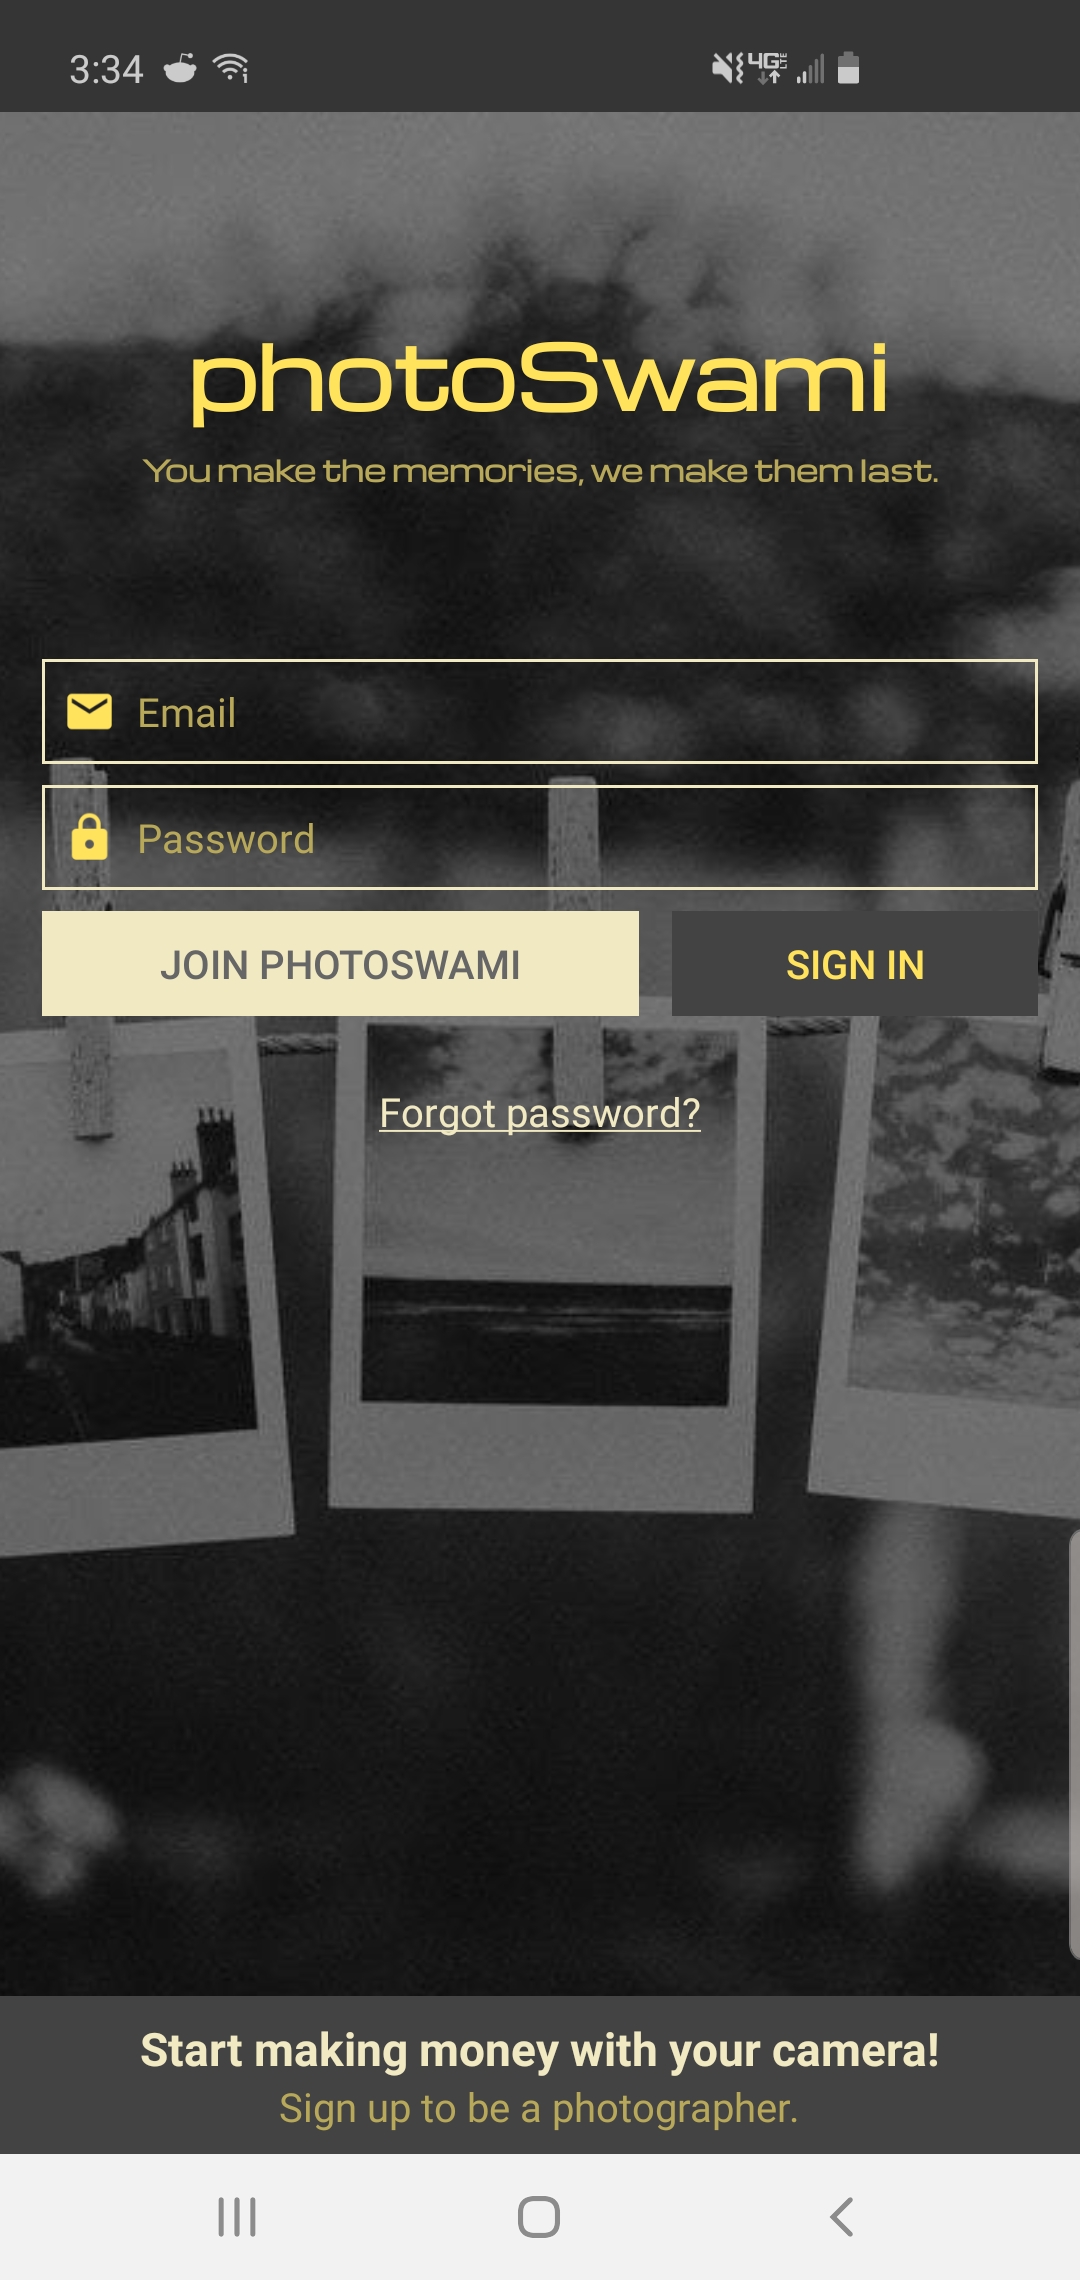 3:34 4G LTE
photoSwami
You make the memories, we make them last.
Email
Password
JOIN PHOTOSWAMI SIGN IN
Forgot password?
Start making money with your camera!
Sign up to be a photographer.